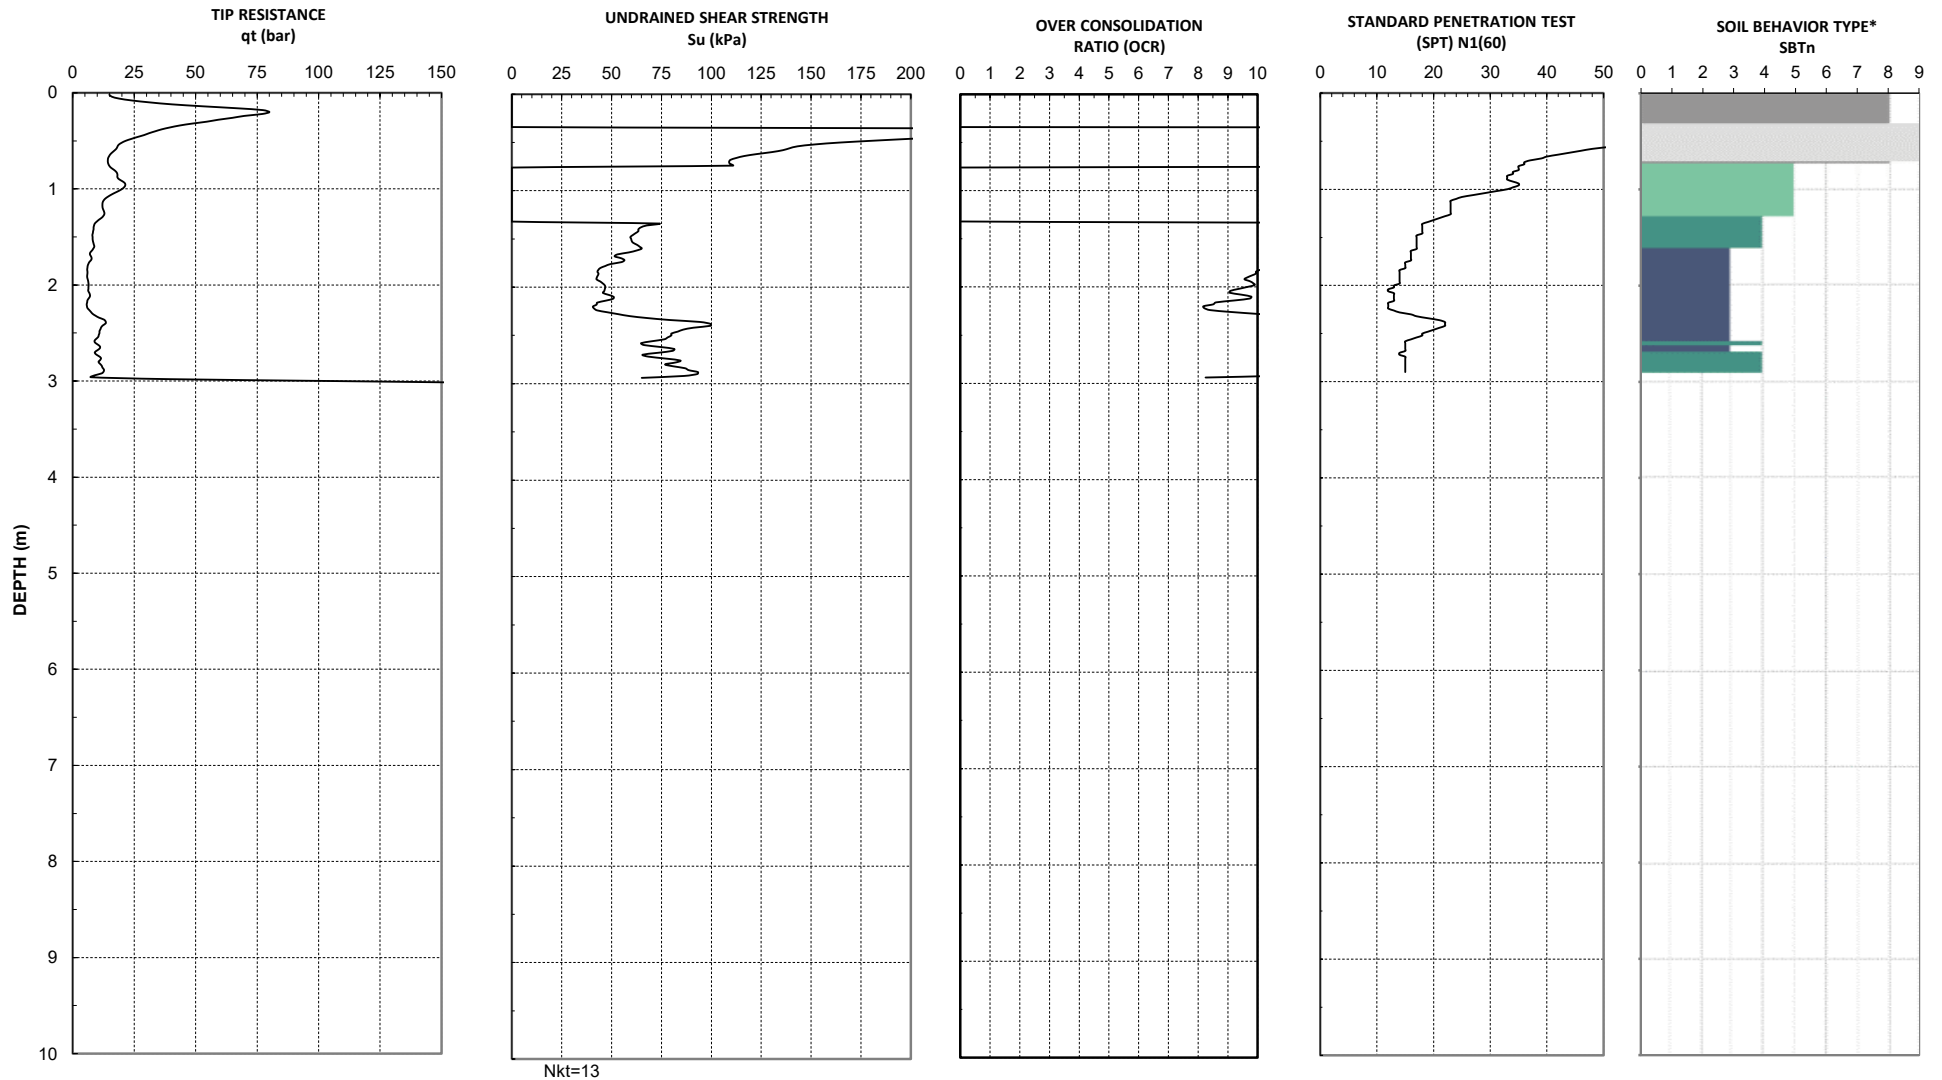 TIP RESISTANCE
qt (bar)
0 25 50 75 100 125 150
UNDRAINED SHEAR STRENGTH
Su (kPa)
0 25 50 75 100 125 150 175 200
OVER CONSOLIDATION
RATIO (OCR)
0 1 2 3 4 5 6 7 8 9 10
STANDARD PENETRATION TEST
(SPT) N1(60)
0 10 20 30 40 50
SOIL BEHAVIOR TYPE*
SBTn
0 1 2 3 4 5 6 7 8 9
DEPTH (m)
0
1
2
3
4
5
6
7
8
9
10
Nkt=13